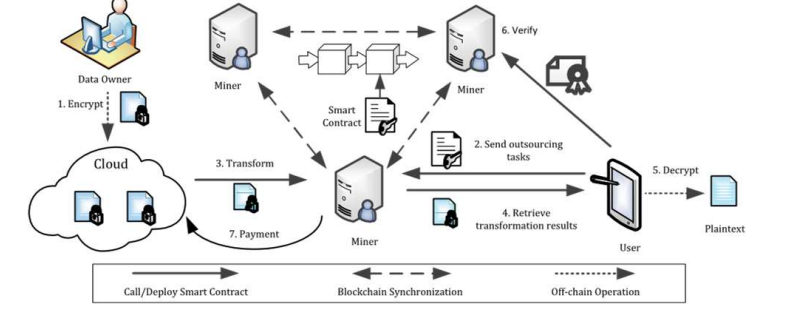 Data Owner
1. Encrypt
Cloud
3. Transform
7. Payment
Miner
Smart
Contract
Miner
6. Verify
Miner
2. Send outsourcing
tasks
4. Retrieve
transformation results
5. Decrypt
User
Plaintext
Call/Deploy Smart Contract
Blockchain Synchronization
Off-chain Operation